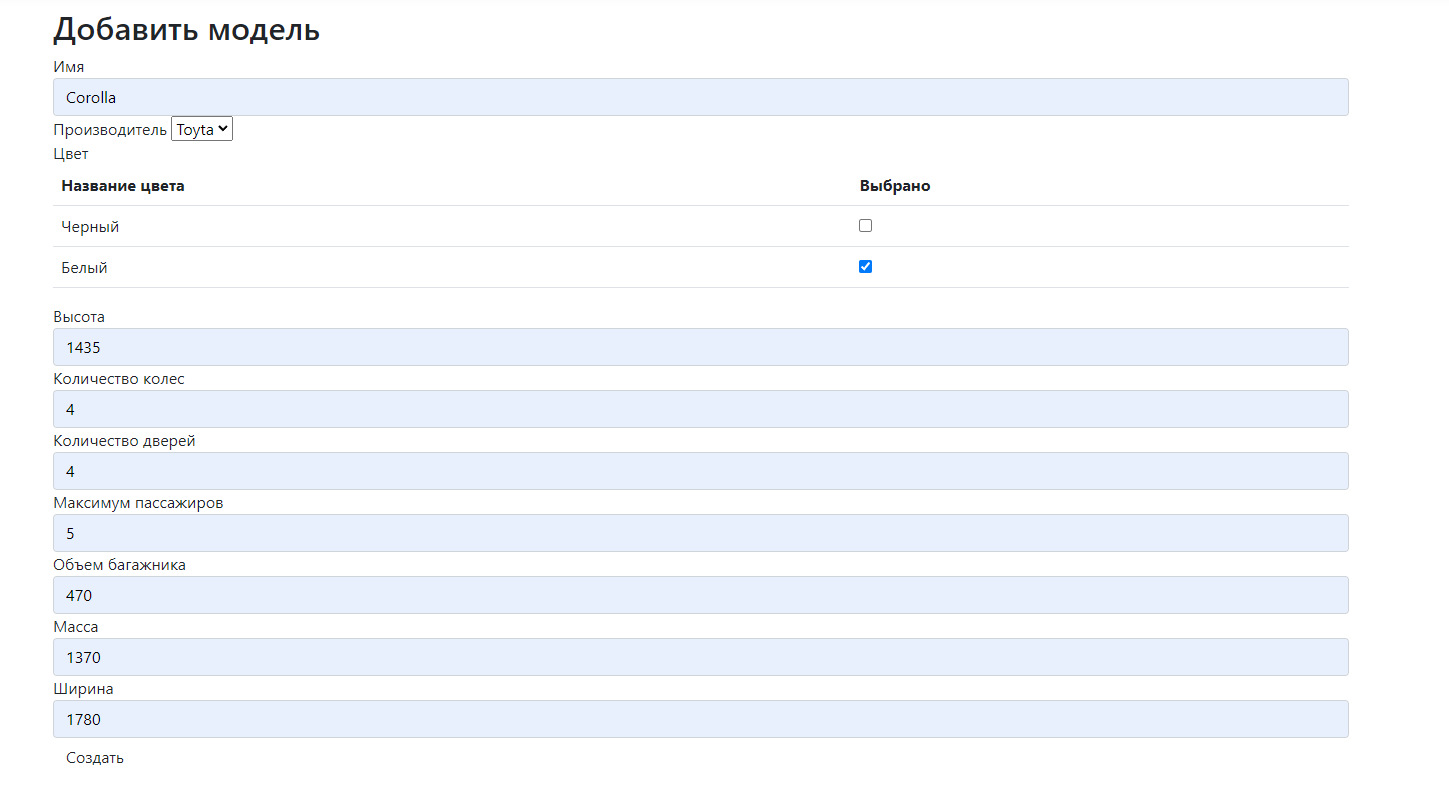 Добавить модель
Имя
Corolla
Производитель Toyta
Цвет
Название цвета Выбрано
Черный
Белый
Высота
1435
Количество колес
4
Количество дверей
4
Максимум пассажиров
5
Объем багажника
470
Масса
1370
Ширина
1780
Создать